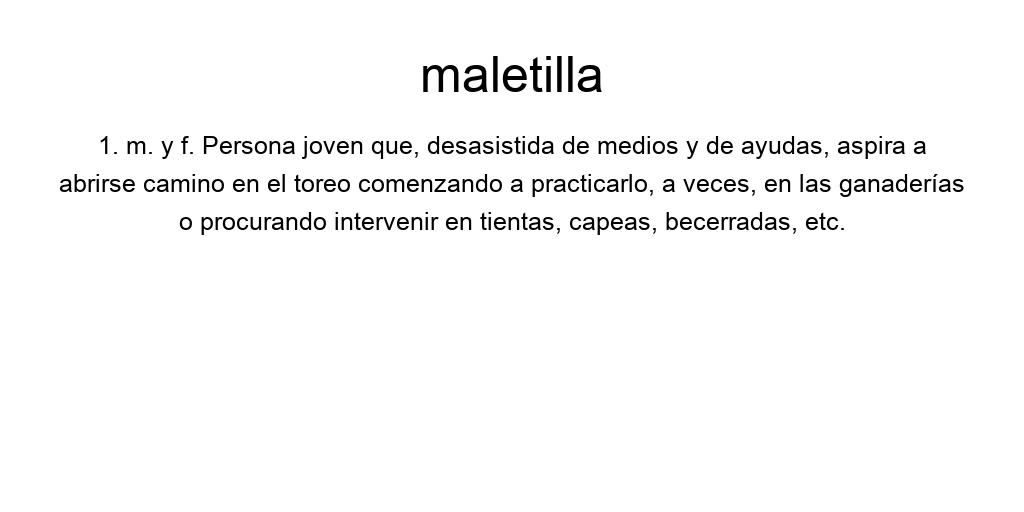 maletilla
1. m. y f. Persona joven que, desasistida de medios y de ayudas, aspira a
abrirse camino en el toreo comenzando a practicarlo, a veces, en las ganaderías
o procurando intervenir en tientas, capeas, becerradas, etc.